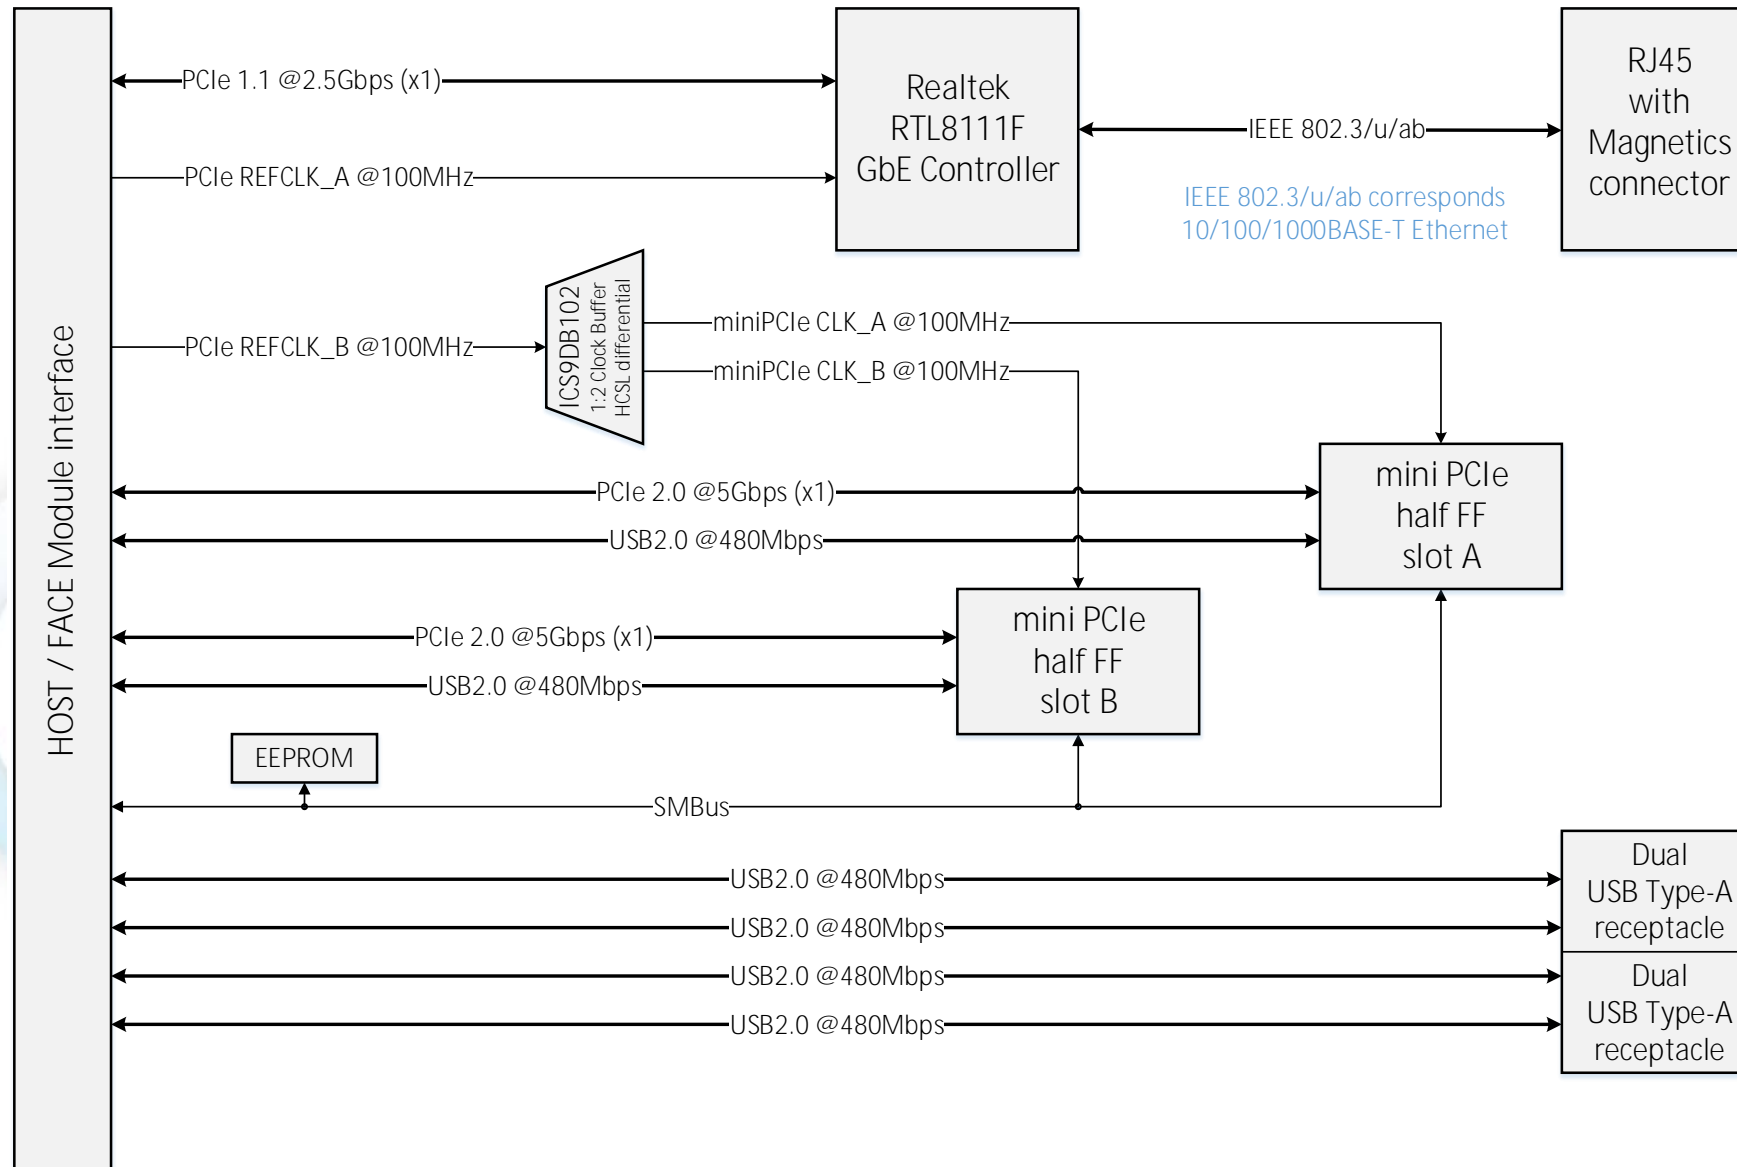 HOST / FACE Module interface
PCIe 1.1 @2.5Gbps (x1)
PCIe REFCLK_A @100MHz
Realtek
RTL8111F
GbE Controller
IEEE 802.3/u/ab
IEEE 802.3/u/ab corresponds
10/100/1000BASE-T Ethernet
RJ45
with
Magnetics
connector
PCIe REFCLK_B @100MHz
ICS9DB102
1:2 Clock Buffer
HCSL differential
miniPCIe CLK_A @100MHz
miniPCIe CLK_B @100MHz
PCIe 2.0 @5Gbps (x1)
USB2.0 @480Mbps
mini PCIe
half FF
slot A
PCIe 2.0 @5Gbps (x1)
USB2.0 @480Mbps
mini PCIe
half FF
slot B
EEPROM
SMBus
USB2.0 @480Mbps
USB2.0 @480Mbps
USB2.0 @480Mbps
USB2.0 @480Mbps
Dual
USB Type-A
receptacle
Dual
USB Type-A
receptacle